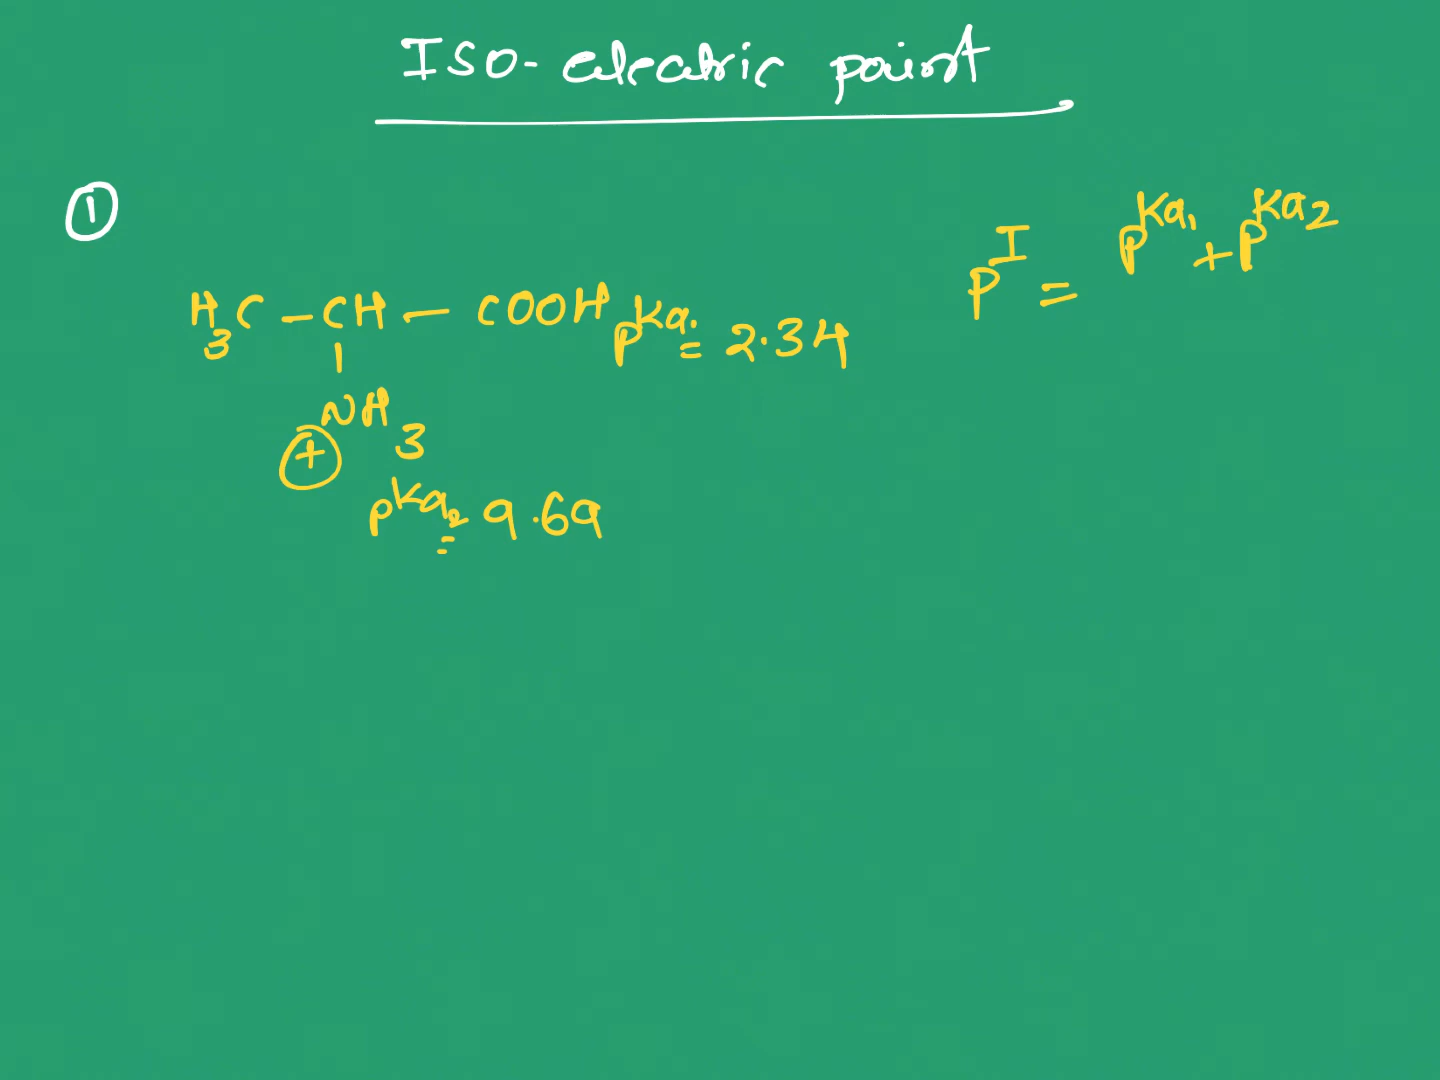 Iso-electric point
①
H3C - CH - COOH pKa1 = 2.34
NH3
+
pKa2 = 9.69
pI = pKa1 + pKa2